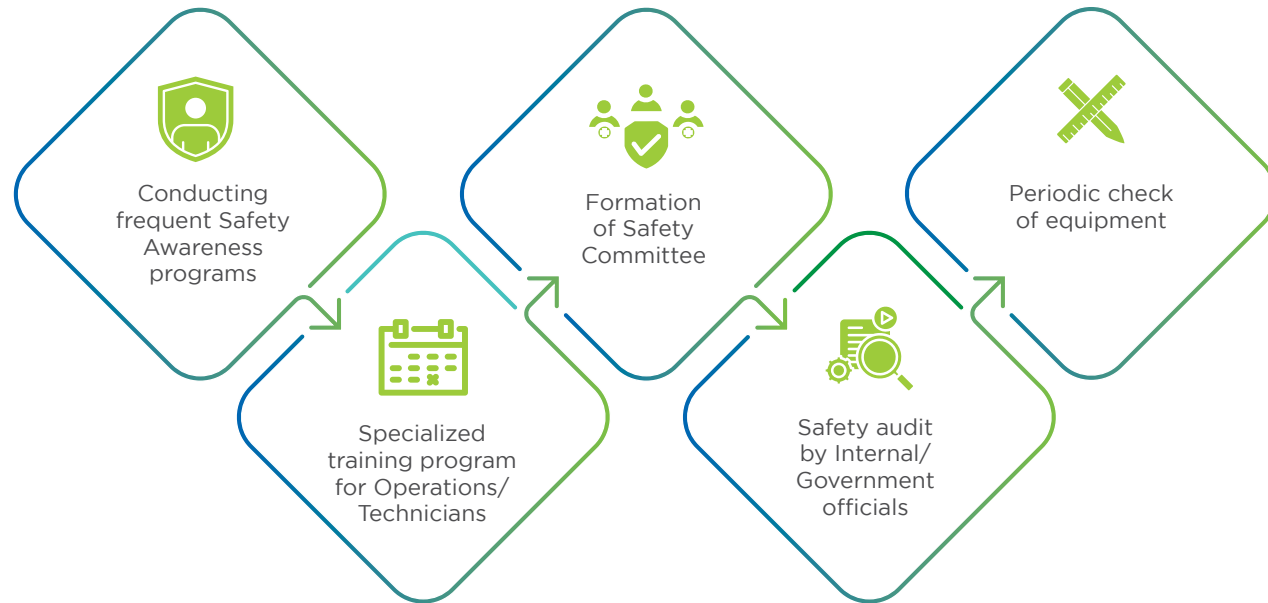 Conducting
frequent Safety
Awareness
programs
Specialized
training program
for Operations/
Technicians
Formation
of Safety
Committee
Safety audit
by Internal/
Government
officials
Periodic check
of equipment